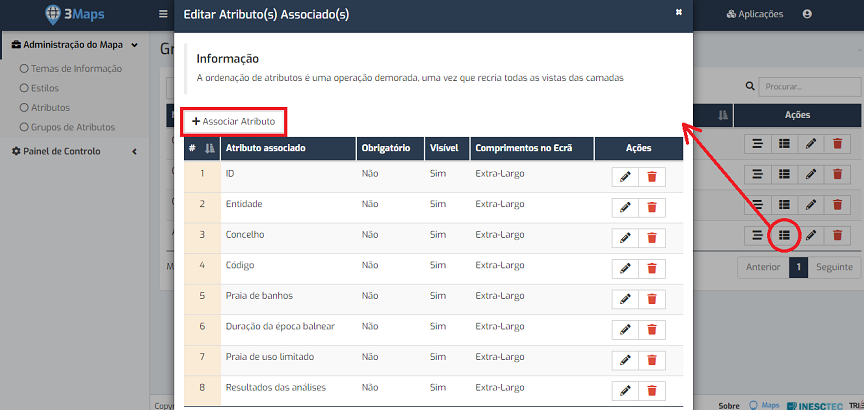 3Maps
Editar Atributo(s) Associado(s)
Aplicações
Administração do Mapa
Temas de Informação
Estilos
Atributos
Grupos de Atributos
Painel de Controlo
Informação
A ordenação de atributos é uma operação demorada, uma vez que recria todas as vistas das camadas
Procurar...
Associar Atributo
Ações
# Atributo associado Obrigatório Visível Comprimentos no Ecrã Ações
1 ID Não Sim Extra-Largo
2 Entidade Não Sim Extra-Largo
3 Concelho Não Sim Extra-Largo
4 Código Não Sim Extra-Largo
5 Praia de banhos Não Sim Extra-Largo
6 Duração da época balnear Não Sim Extra-Largo
7 Praia de uso limitado Não Sim Extra-Largo
8 Resultados das análises Não Sim Extra-Largo
Anterior 1 Seguinte
Sobre Maps INESCTEC